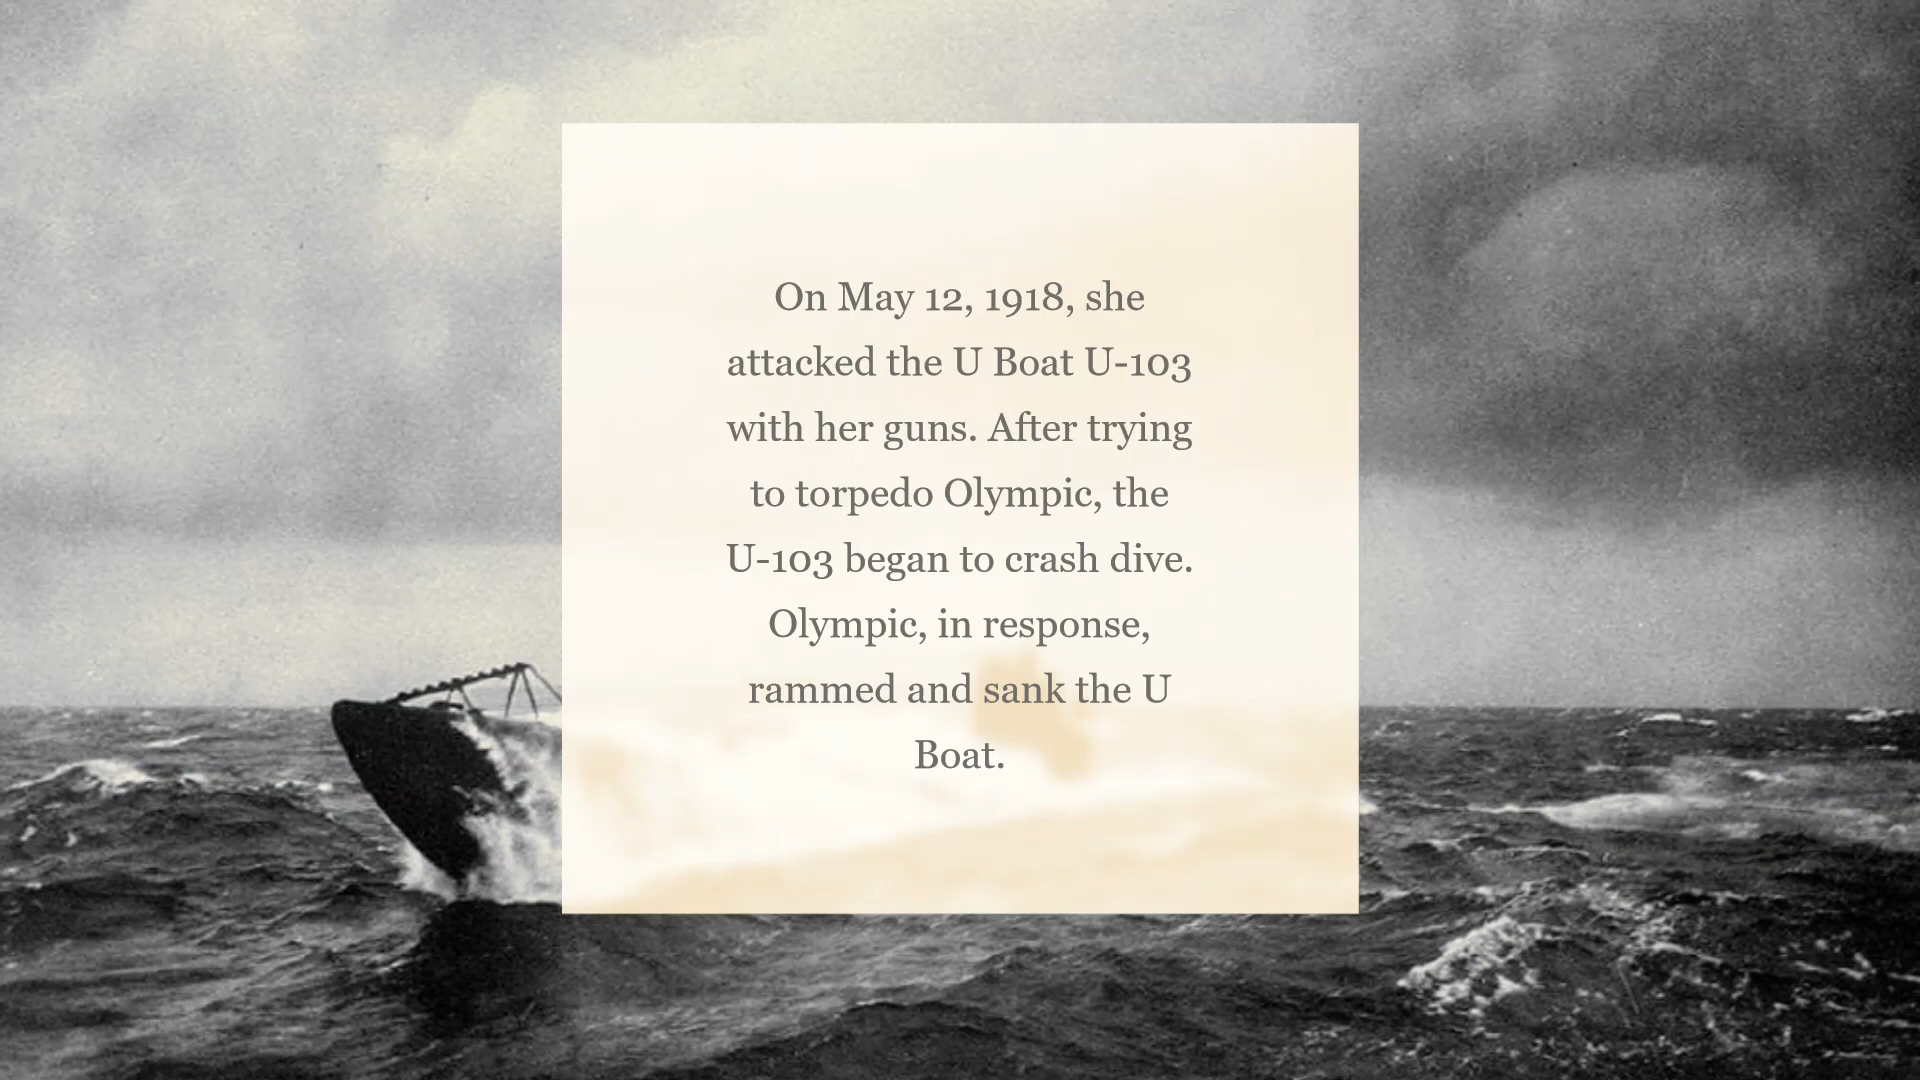 On May 12, 1918, she
attacked the U Boat U-103
with her guns. After trying
to torpedo Olympic, the
U-103 began to crash dive.
Olympic, in response,
rammed and sank the U
Boat.